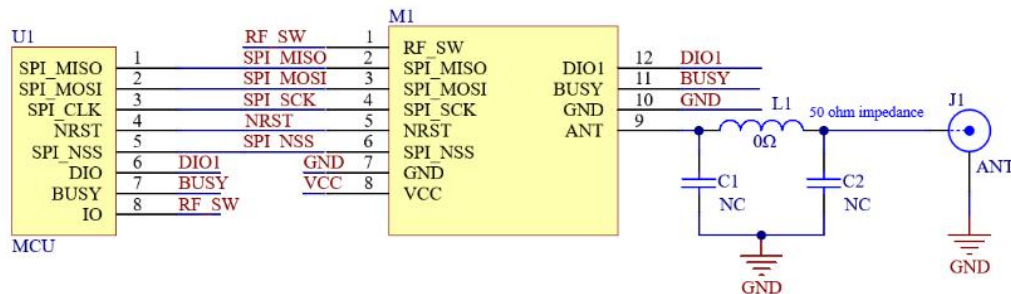 M1
U1
RF_SW 1 RF_SW
SPI_MISO 1 SPI_MISO 2 SPI_MISO DIO1 12 DIO1
SPI_MOSI 2 SPI_MOSI 3 SPI_MOSI BUSY 11 BUSY
SPI_CLK 3 SPI_SCK 4 SPI_SCK GND 10 GND L1 50 ohm impedance J1
NRST 4 NRST 5 NRST ANT 9
SPI_NSS 5 SPI_NSS 6 SPI_NSS 0Ω
DIO 6 DIO1 GND 7 GND ANT
BUSY 7 BUSY VCC 8 VCC C1 C2
IO 8 RF_SW NC NC
MCU
GND
GND